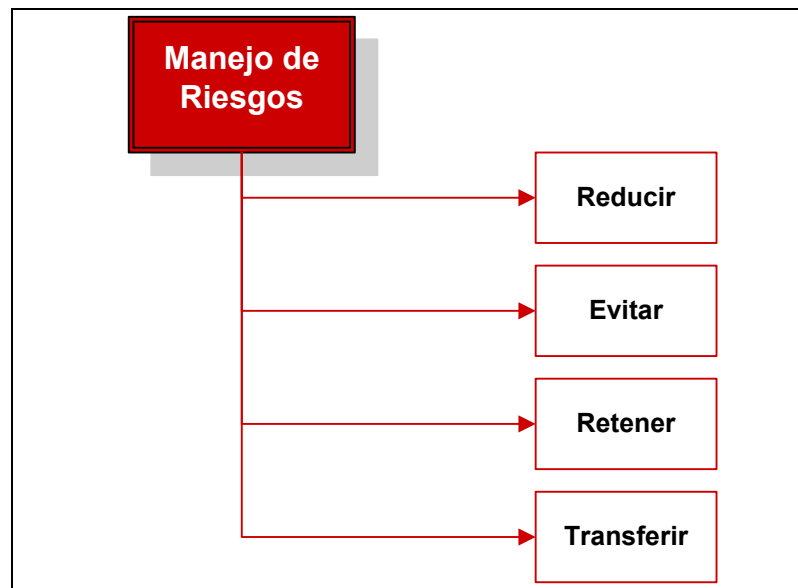 Manejo de
Riesgos
Reducir
Evitar
Retener
Transferir